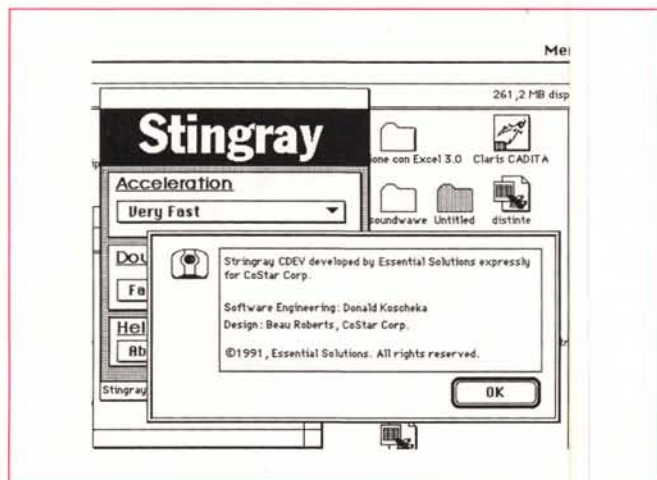 Mer
261,2 MB disp
Stingray
one con Excel 3.0 Claris CADITA
Acceleration
Very Fast
soundwawe Untitled distinte
Dou
Fa
Stringray CDEV developed by Essential Solutions expressly
for CoStar Corp.
Software Engineering: Donald Koscheka
Design: Beau Roberts, CoStar Corp.
©1991, Essential Solutions. All rights reserved.
Hel
Ab
Stingray
OK